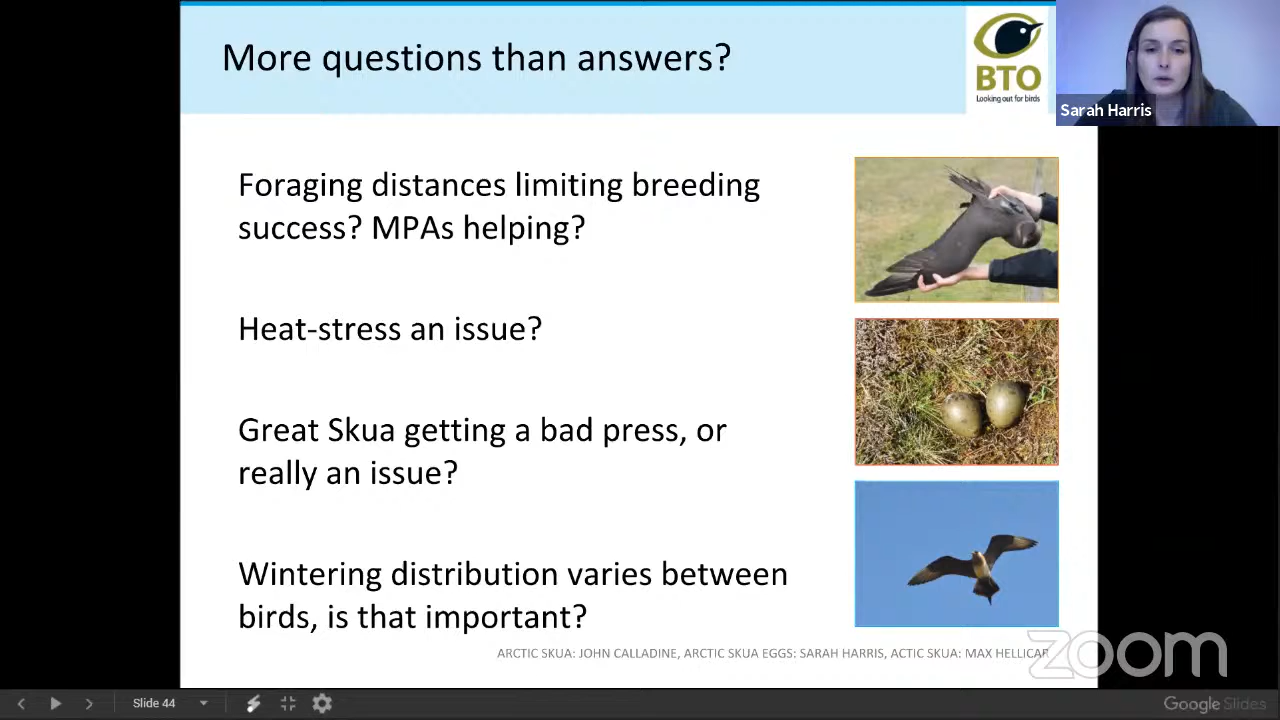 More questions than answers?
BTO
Looking out for birds
Sarah Harris
Foraging distances limiting breeding
success? MPAs helping?
Heat-stress an issue?
Great Skua getting a bad press, or
really an issue?
Wintering distribution varies between
birds, is that important?
ARCTIC SKUA: JOHN CALLADINE, ARCTIC SKUA EGGS: SARAH HARRIS, ACTIC SKUA: MAX HELLICAR
zoom
Slide 44
Google Slides